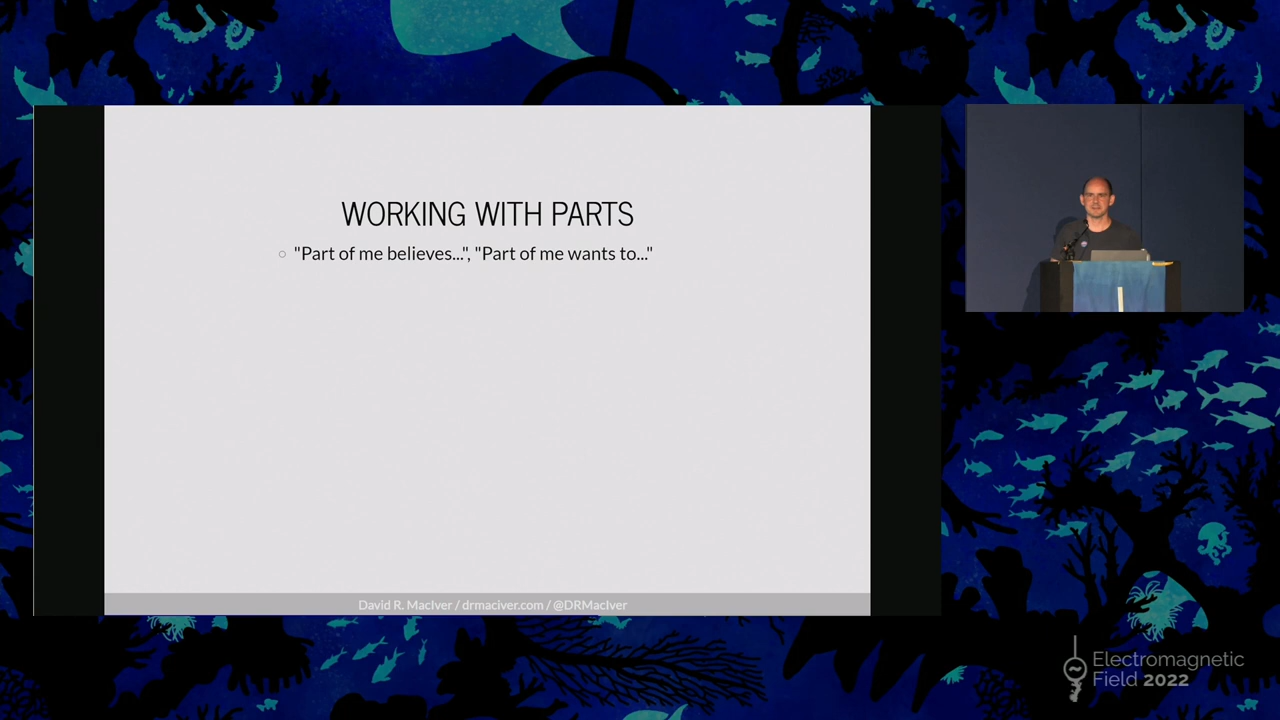 WORKING WITH PARTS
○ "Part of me believes...", "Part of me wants to..."
David R. MacIver / drmaciver.com / @DRMacIver
Electromagnetic
Field 2022